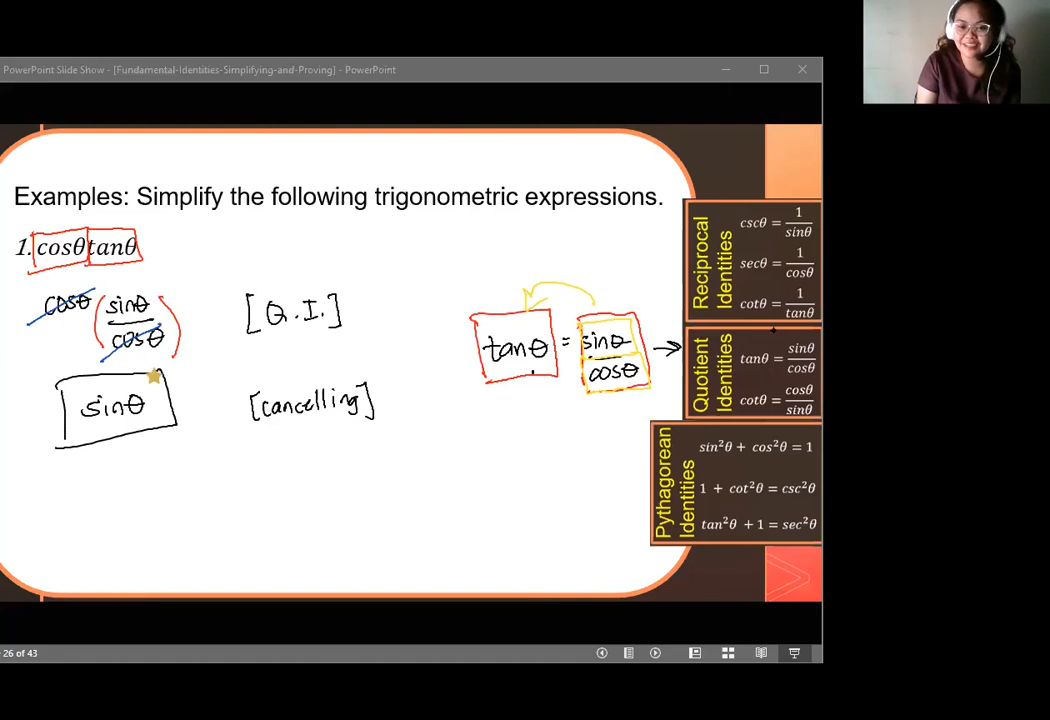 PowerPoint Slide Show - [Fundamental-Identities-Simplifying-and-Proving] - PowerPoint
Examples: Simplify the following trigonometric expressions.
1. cosθtanθ
cosθ (sinθ/cosθ) [Q.I.]
sinθ [cancelling]
tanθ = sinθ/cosθ →
Reciprocal Identities
cscθ = 1/sinθ
secθ = 1/cosθ
cotθ = 1/tanθ
Quotient Identities
tanθ = sinθ/cosθ
cotθ = cosθ/sinθ
Pythagorean Identities
sin²θ + cos²θ = 1
1 + cot²θ = csc²θ
tan²θ + 1 = sec²θ
26 of 43